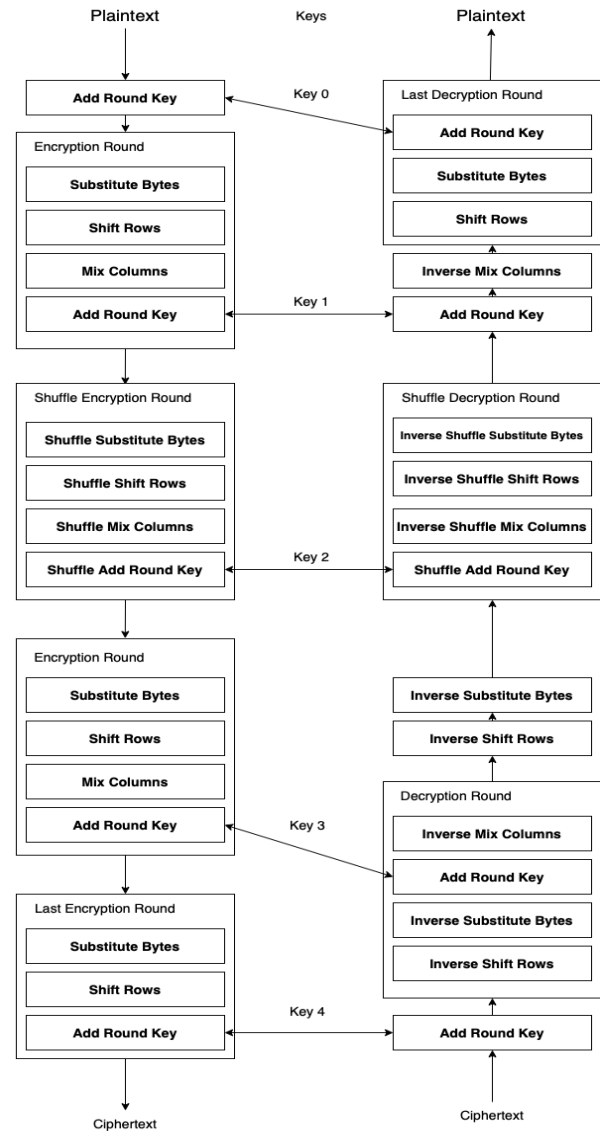 Plaintext
Keys
Plaintext
Add Round Key
Key 0
Last Decryption Round
Add Round Key
Encryption Round
Substitute Bytes
Substitute Bytes
Shift Rows
Shift Rows
Mix Columns
Inverse Mix Columns
Add Round Key
Key 1
Add Round Key
Shuffle Encryption Round
Shuffle Decryption Round
Shuffle Substitute Bytes
Inverse Shuffle Substitute Bytes
Shuffle Shift Rows
Inverse Shuffle Shift Rows
Shuffle Mix Columns
Inverse Shuffle Mix Columns
Shuffle Add Round Key
Key 2
Shuffle Add Round Key
Encryption Round
Substitute Bytes
Inverse Substitute Bytes
Shift Rows
Inverse Shift Rows
Mix Columns
Decryption Round
Add Round Key
Key 3
Inverse Mix Columns
Add Round Key
Last Encryption Round
Substitute Bytes
Inverse Substitute Bytes
Shift Rows
Inverse Shift Rows
Add Round Key
Key 4
Add Round Key
Ciphertext
Ciphertext